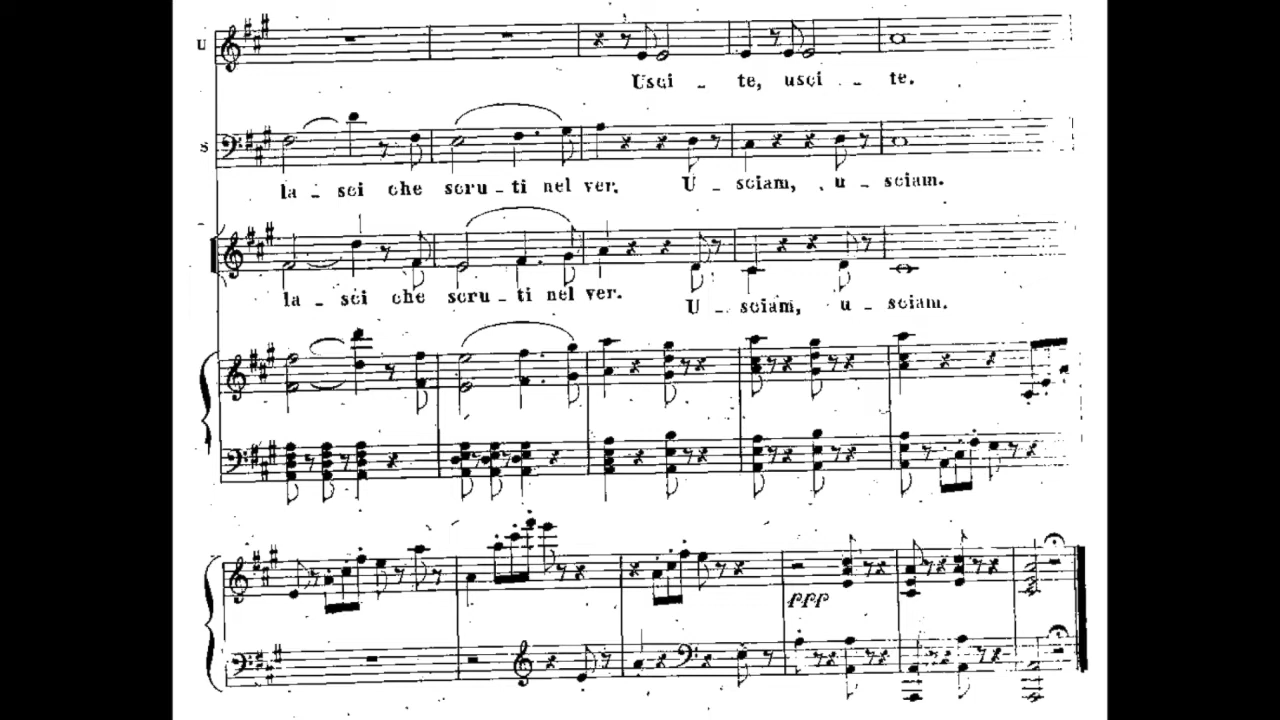 U
Usci - te, usci - te.
S
la - sci che scru - ti nel ver. U - sciam, u - sciam.
la - sci che scru - ti nel ver. U - sciam, u - sciam.
ppp